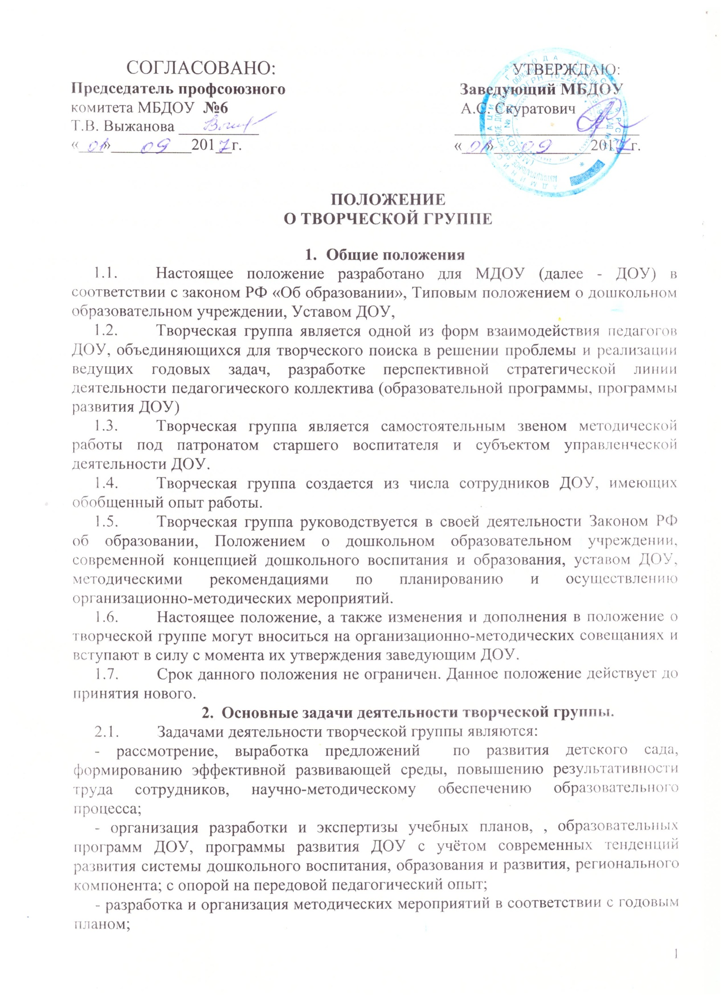 СОГЛАСОВАНО:
Председатель профсоюзного
комитета МБДОУ №6
Т.В. Выжанова __________
«01» 09 2017 г.
УТВЕРЖДАЮ:
Заведующий МБДОУ
А.С. Скуратович
«01» 09 2017 г.
ПОЛОЖЕНИЕ
О ТВОРЧЕСКОЙ ГРУППЕ
1. Общие положения
1.1. Настоящее положение разработано для МДОУ (далее - ДОУ) в
соответствии с законом РФ «Об образовании», Типовым положением о дошкольном
образовательном учреждении, Уставом ДОУ,
1.2. Творческая группа является одной из форм взаимодействия педагогов
ДОУ, объединяющихся для творческого поиска в решении проблемы и реализации
ведущих годовых задач, разработке перспективной стратегической линии
деятельности педагогического коллектива (образовательной программы, программы
развития ДОУ)
1.3. Творческая группа является самостоятельным звеном методической
работы под патронатом старшего воспитателя и субъектом управленческой
деятельности ДОУ.
1.4. Творческая группа создается из числа сотрудников ДОУ, имеющих
обобщенный опыт работы.
1.5. Творческая группа руководствуется в своей деятельности Законом РФ
об образовании, Положением о дошкольном образовательном учреждении,
современной концепцией дошкольного воспитания и образования, уставом ДОУ,
методическими рекомендациями по планированию и осуществлению
организационно-методических мероприятий.
1.6. Настоящее положение, а также изменения и дополнения в положение о
творческой группе могут вноситься на организационно-методических совещаниях и
вступают в силу с момента их утверждения заведующим ДОУ.
1.7. Срок данного положения не ограничен. Данное положение действует до
принятия нового.
2. Основные задачи деятельности творческой группы.
2.1. Задачами деятельности творческой группы являются:
- рассмотрение, выработка предложений по развития детского сада,
формированию эффективной развивающей среды, повышению результативности
труда сотрудников, научно-методическому обеспечению образовательного
процесса;
- организация разработки и экспертизы учебных планов, , образовательных
программ ДОУ, программы развития ДОУ с учётом современных тенденций
развития системы дошкольного воспитания, образования и развития, регионального
компонента; с опорой на передовой педагогический опыт;
- разработка и организация методических мероприятий в соответствии с годовым
планом;
1